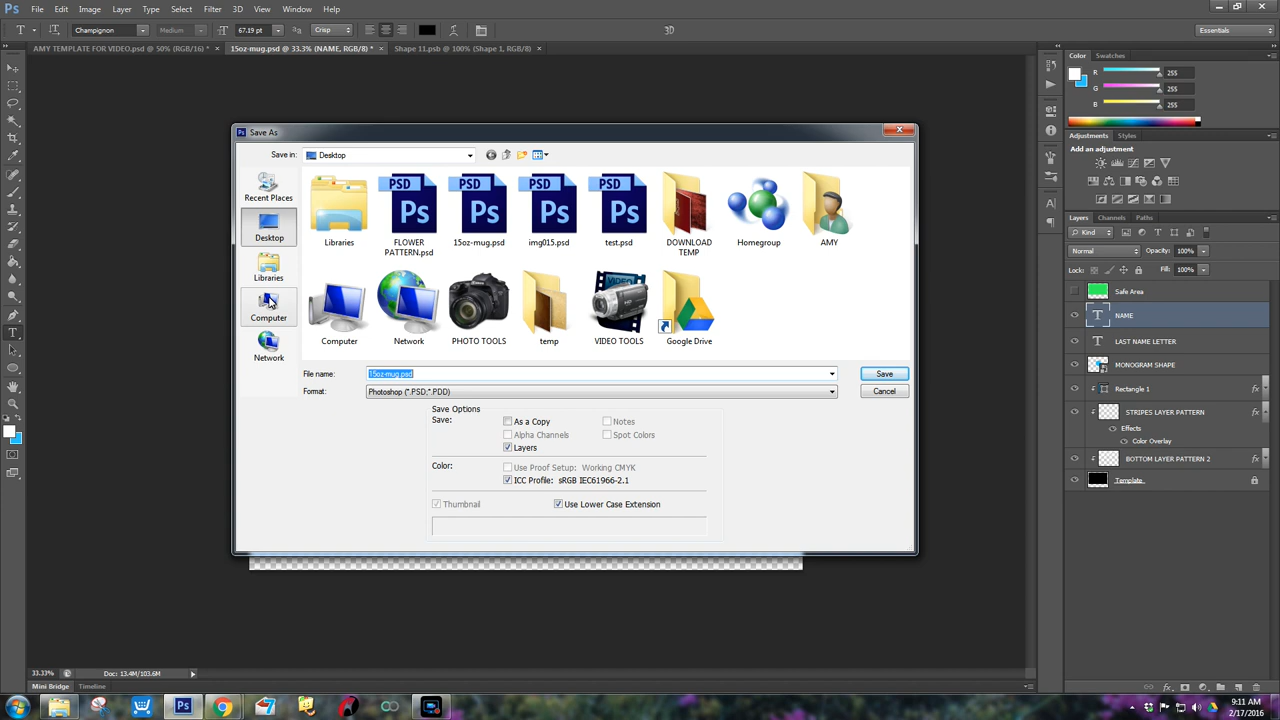 Ps File Edit Image Layer Type Select Filter 3D View Window Help
T Champignon Medium 67.19 pt Crisp 3D Essentials
AMY TEMPLATE FOR VIDEO.psd @ 50% (RGB/16) * × 15oz-mug.psd @ 33.3% (NAME, RGB/8) * × Shape 11.psb @ 100% (Shape 1, RGB/8) ×
Color Swatches
R 255
G 255
B 255
Adjustments Styles
Add an adjustment
Layers Channels Paths
Kind
Normal Opacity: 100%
Lock: Fill: 100%
Safe Area
NAME
LAST NAME LETTER
MONOGRAM SHAPE
Rectangle 1 fx
STRIPES LAYER PATTERN
Effects
Color Overlay
BOTTOM LAYER PATTERN 2 fx
Template
Save As
Save in: Desktop
Recent Places
Desktop
Libraries
Computer
Network
Libraries
FLOWER PATTERN.psd
15oz-mug.psd
img015.psd
test.psd
DOWNLOAD TEMP
Homegroup
AMY
Computer
Network
PHOTO TOOLS
temp
VIDEO TOOLS
Google Drive
File name: 15oz-mug.psd Save
Format: Photoshop (*.PSD;*.PDD) Cancel
Save Options
Save: As a Copy Notes
Alpha Channels Spot Colors
Layers
Color: Use Proof Setup: Working CMYK
ICC Profile: sRGB IEC61966-2.1
Thumbnail Use Lower Case Extension
33.33% Doc: 13.4M/103.6M
Mini Bridge Timeline
9:11 AM
2/17/2016